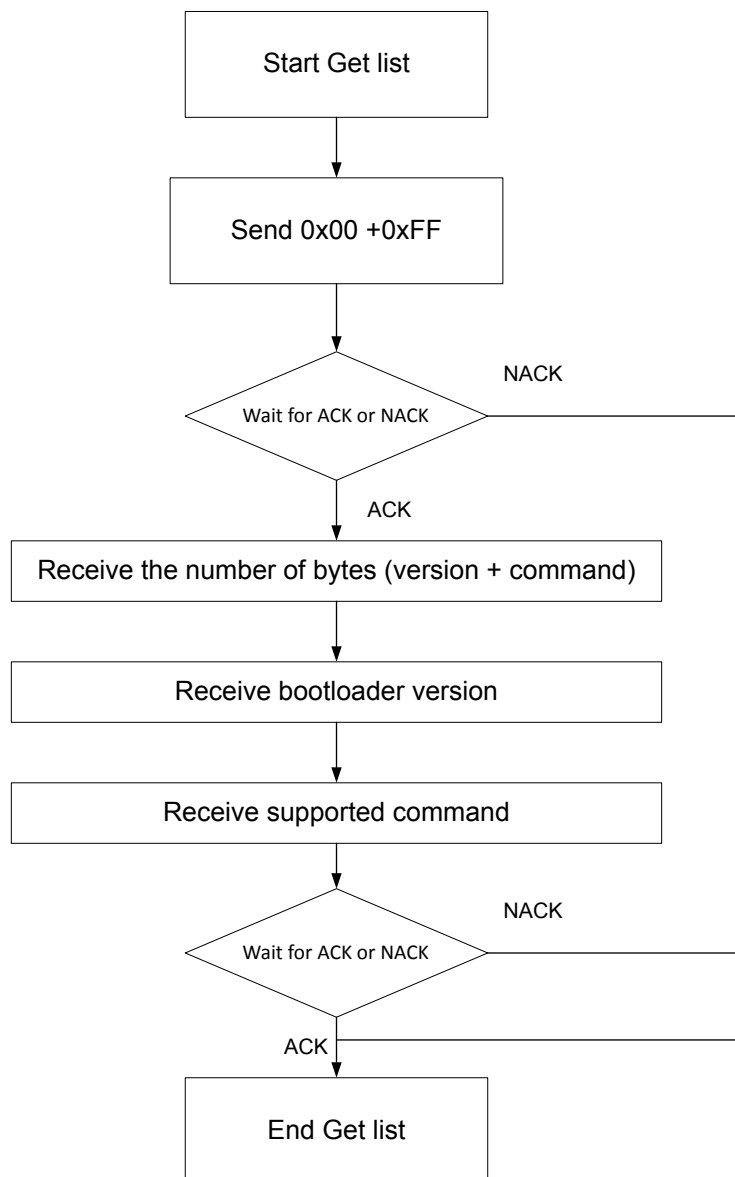 Start Get list
Send 0x00 +0xFF
NACK
Wait for ACK or NACK
ACK
Receive the number of bytes (version + command)
Receive bootloader version
Receive supported command
NACK
Wait for ACK or NACK
ACK
End Get list